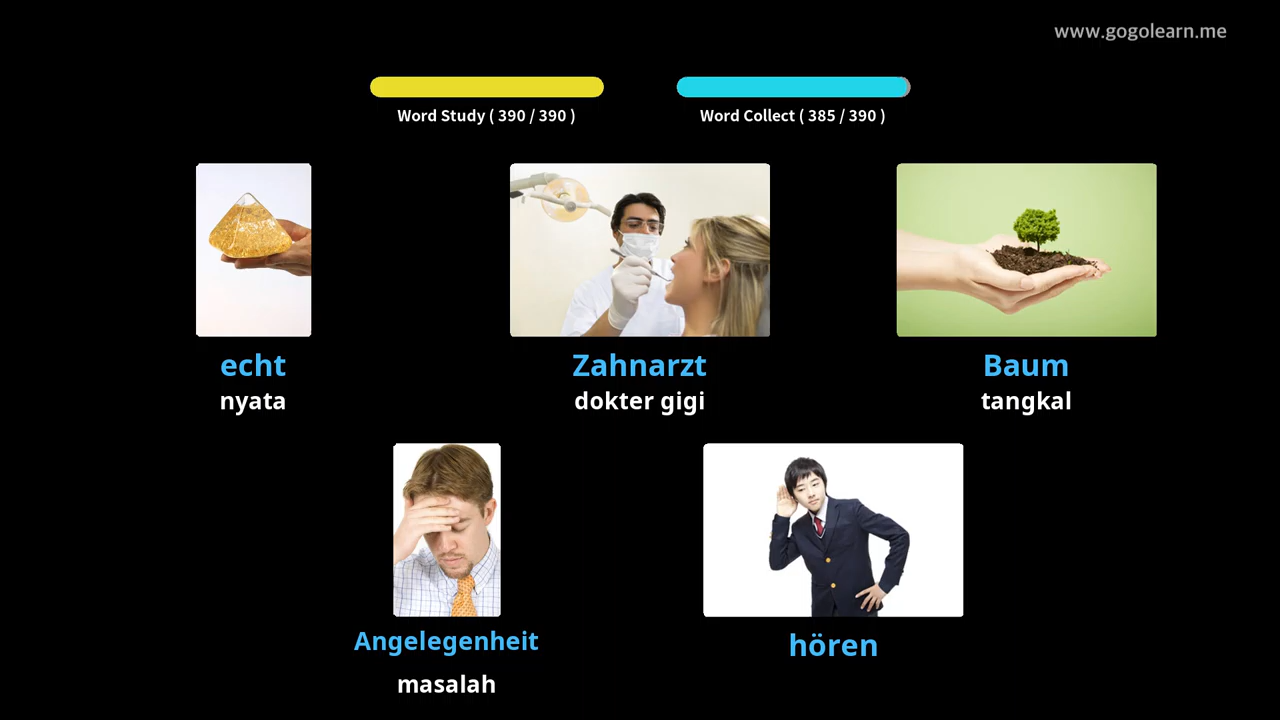 www.gogolearn.me
Word Study ( 390 / 390 )
Word Collect ( 385 / 390 )
echt
nyata
Zahnarzt
dokter gigi
Baum
tangkal
Angelegenheit
masalah
hören